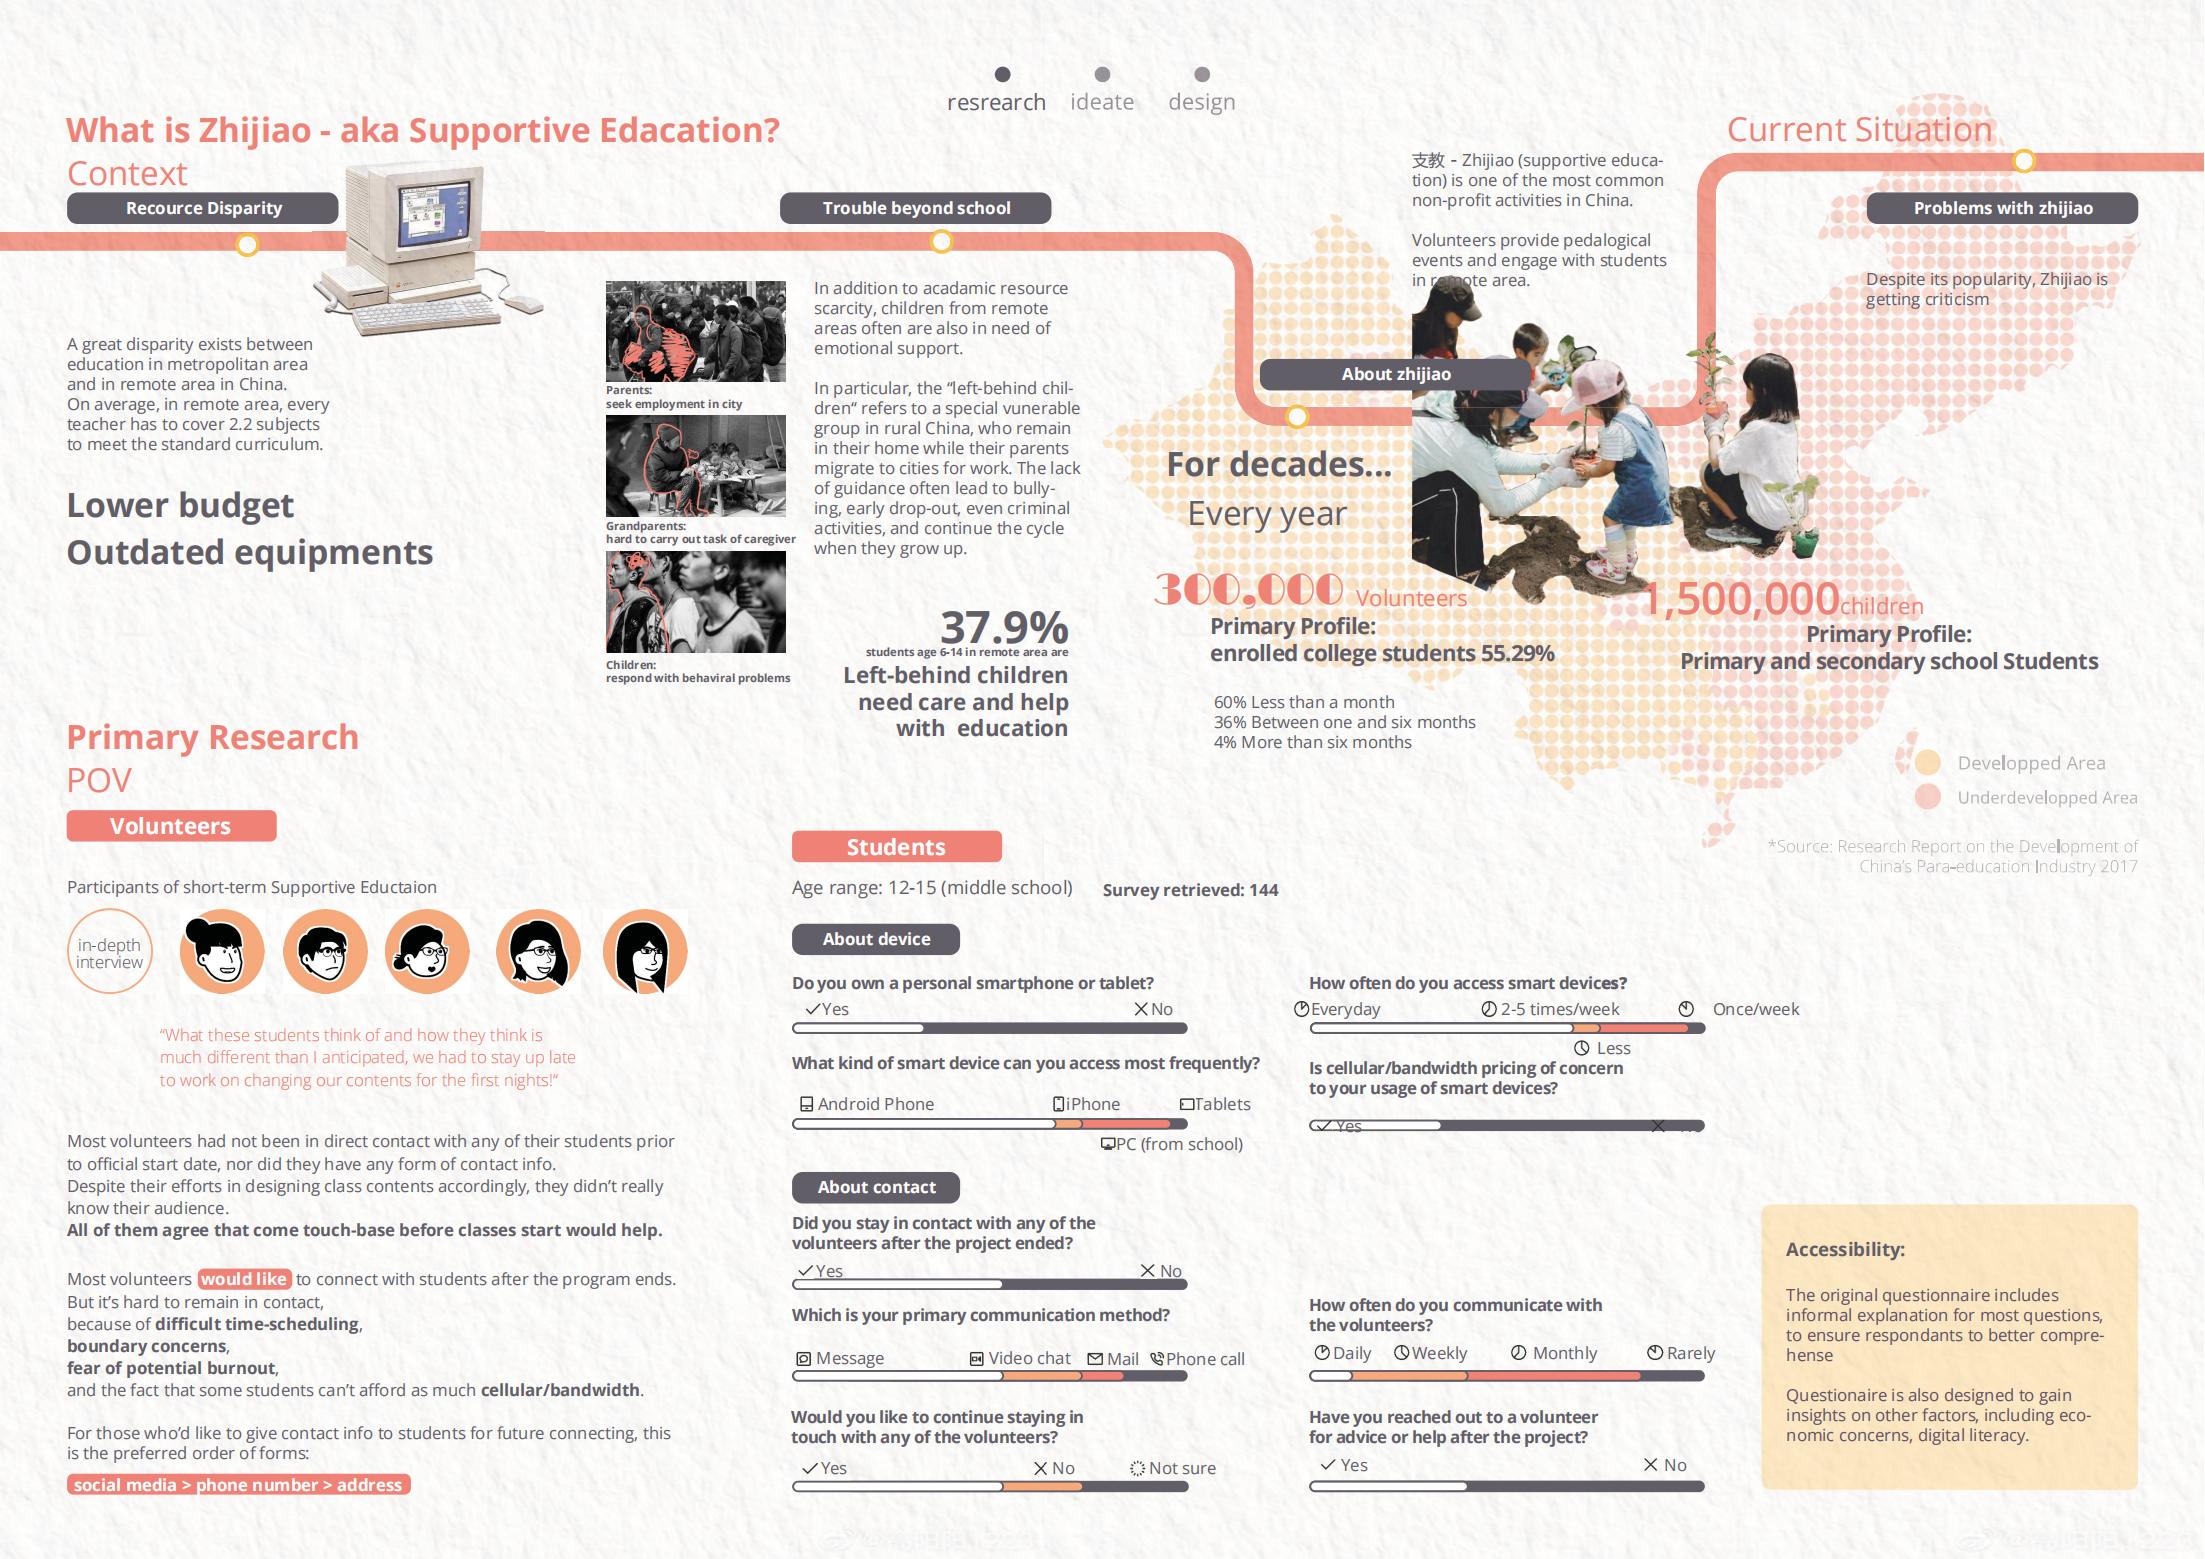 resrearch
ideate
design
What is Zhijiao - aka Supportive Edacation?
Context
Recource Disparity
A great disparity exists between
education in metropolitan area
and in remote area in China.
On average, in remote area, every
teacher has to cover 2.2 subjects
to meet the standard curriculum.
Lower budget
Outdated equipments
Trouble beyond school
Parents:
seek employment in city
Grandparents:
hard to carry out task of caregiver
Children:
respond with behaviral problems
In addition to acadamic resource
scarcity, children from remote
areas often are also in need of
emotional support.
In particular, the “left-behind chil-
dren“ refers to a special vunerable
group in rural China, who remain
in their home while their parents
migrate to cities for work. The lack
of guidance often lead to bully-
ing, early drop-out, even criminal
activities, and continue the cycle
when they grow up.
37.9%
students age 6-14 in remote area are
Left-behind children
need care and help
with education
支教 - Zhijiao (supportive educa-
tion) is one of the most common
non-profit activities in China.
Volunteers provide pedalogical
events and engage with students
in remote area.
About zhijiao
For decades...
Every year
300,000 Volunteers
Primary Profile:
enrolled college students 55.29%
60% Less than a month
36% Between one and six months
4% More than six months
Current Situation
Problems with zhijiao
Despite its popularity, Zhijiao is
getting criticism
1,500,000children
Primary Profile:
Primary and secondary school Students
Developped Area
Underdevelopped Area
*Source: Research Report on the Development of
China’s Para-education Industry 2017
Primary Research
POV
Volunteers
Participants of short-term Supportive Eductaion
in-depth
interview
“What these students think of and how they think is
much different than I anticipated, we had to stay up late
to work on changing our contents for the first nights!“
Most volunteers had not been in direct contact with any of their students prior
to official start date, nor did they have any form of contact info.
Despite their efforts in designing class contents accordingly, they didn’t really
know their audience.
All of them agree that come touch-base before classes start would help.
Most volunteers would like to connect with students after the program ends.
But it’s hard to remain in contact,
because of difficult time-scheduling,
boundary concerns,
fear of potential burnout,
and the fact that some students can’t afford as much cellular/bandwidth.
For those who’d like to give contact info to students for future connecting, this
is the preferred order of forms:
social media > phone number > address
Students
Age range: 12-15 (middle school)
Survey retrieved: 144
About device
Do you own a personal smartphone or tablet?
Yes
No
What kind of smart device can you access most frequently?
Android Phone
iPhone
Tablets
PC (from school)
How often do you access smart devices?
Everyday
2-5 times/week
Once/week
Less
Is cellular/bandwidth pricing of concern
to your usage of smart devices?
Yes
No
About contact
Did you stay in contact with any of the
volunteers after the project ended?
Yes
No
Which is your primary communication method?
Message
Video chat
Mail
Phone call
Would you like to continue staying in
touch with any of the volunteers?
Yes
No
Not sure
How often do you communicate with
the volunteers?
Daily
Weekly
Monthly
Rarely
Have you reached out to a volunteer
for advice or help after the project?
Yes
No
Accessibility:
The original questionnaire includes
informal explanation for most questions,
to ensure respondants to better compre-
hense
Questionaire is also designed to gain
insights on other factors, including eco-
nomic concerns, digital literacy.